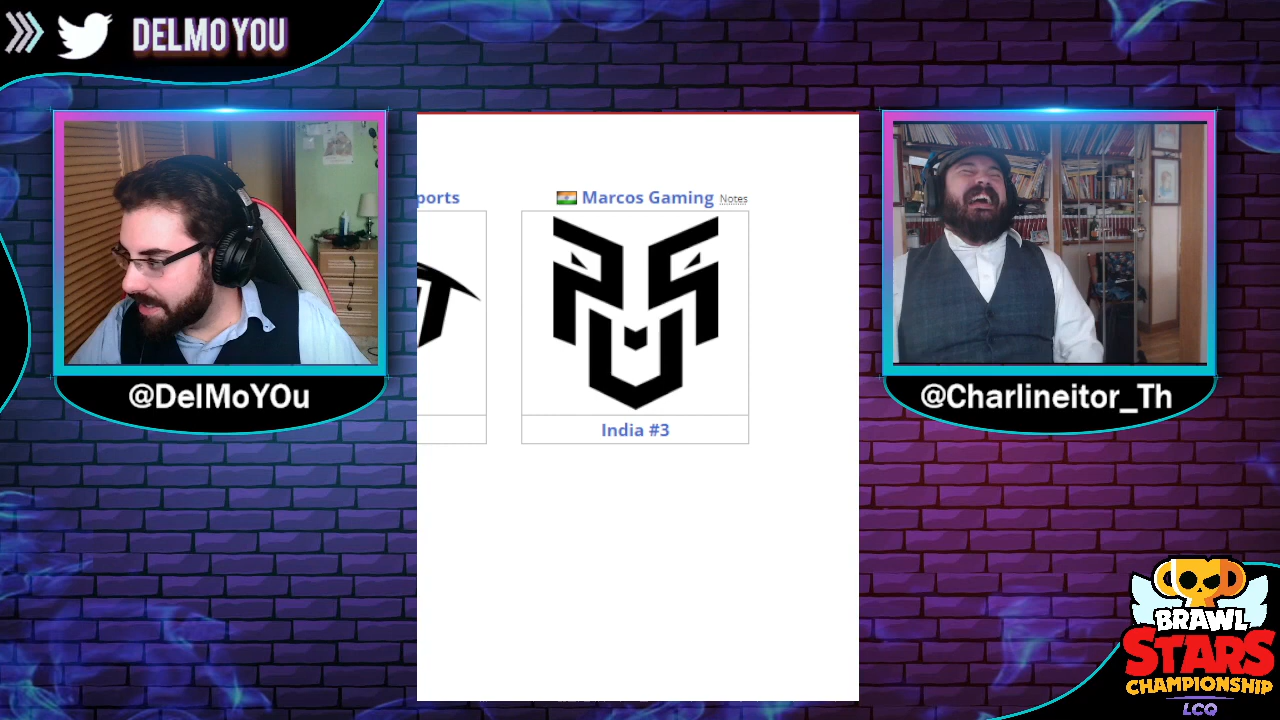 DELMO YOU
ports
Marcos Gaming Notes
India #3
@DelMoYOu
@Charlineitor_Th
BRAWL
STARS
CHAMPIONSHIP
LCQ